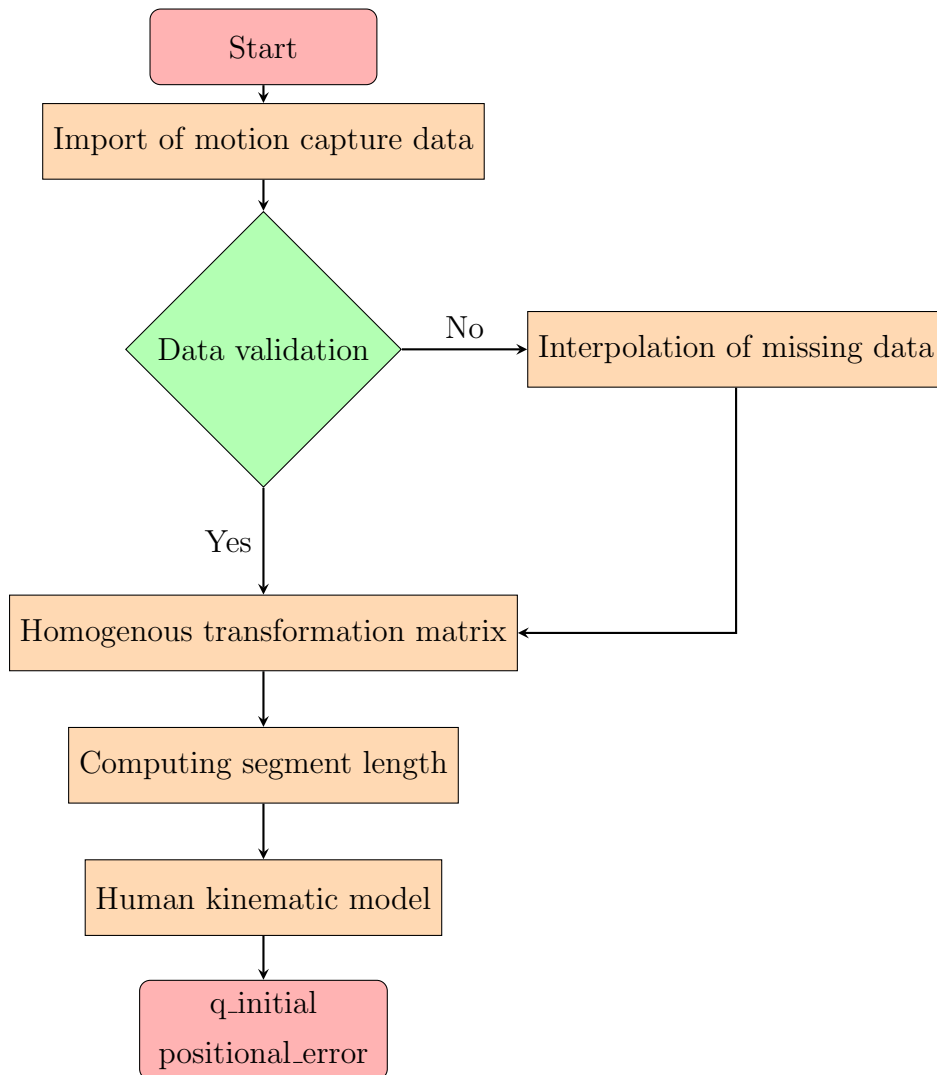 Start
Import of motion capture data
Data validation
No
Interpolation of missing data
Yes
Homogenous transformation matrix
Computing segment length
Human kinematic model
q_initial
positional_error